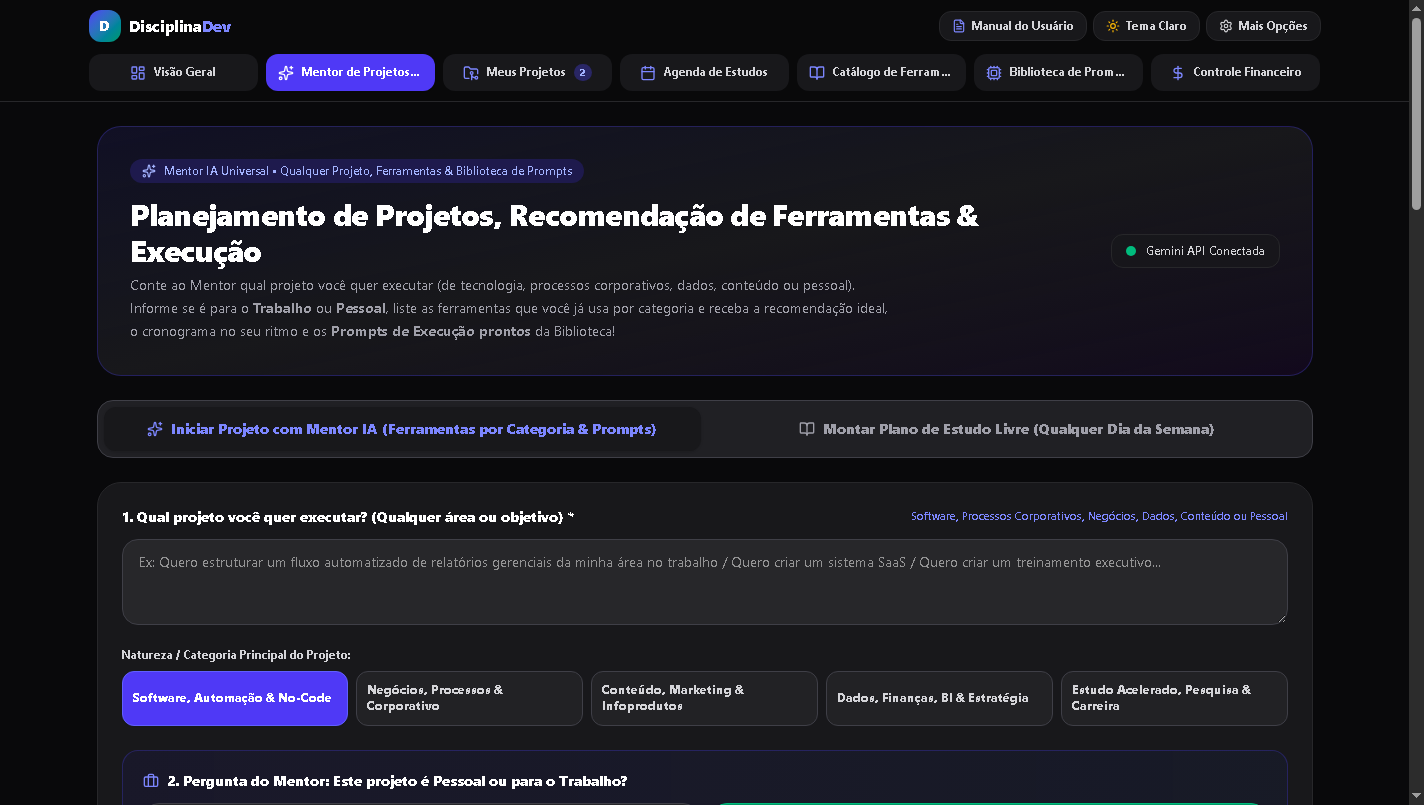 D DisciplinaDev
Manual do Usuário
Tema Claro
Mais Opções
Visão Geral
Mentor de Projetos...
Meus Projetos 2
Agenda de Estudos
Catálogo de Ferram...
Biblioteca de Prom...
Controle Financeiro
Mentor IA Universal • Qualquer Projeto, Ferramentas & Biblioteca de Prompts
Planejamento de Projetos, Recomendação de Ferramentas &
Execução
Gemini API Conectada
Conte ao Mentor qual projeto você quer executar (de tecnologia, processos corporativos, dados, conteúdo ou pessoal).
Informe se é para o Trabalho ou Pessoal, liste as ferramentas que você já usa por categoria e receba a recomendação ideal,
o cronograma no seu ritmo e os Prompts de Execução prontos da Biblioteca!
Iniciar Projeto com Mentor IA (Ferramentas por Categoria & Prompts)
Montar Plano de Estudo Livre (Qualquer Dia da Semana)
1. Qual projeto você quer executar? (Qualquer área ou objetivo) *
Software, Processos Corporativos, Negócios, Dados, Conteúdo ou Pessoal
Ex: Quero estruturar um fluxo automatizado de relatórios gerenciais da minha área no trabalho / Quero criar um sistema SaaS / Quero criar um treinamento executivo...
Natureza / Categoria Principal do Projeto:
Software, Automação & No-Code
Negócios, Processos &
Corporativo
Conteúdo, Marketing &
Infoprodutos
Dados, Finanças, BI & Estratégia
Estudo Acelerado, Pesquisa &
Carreira
2. Pergunta do Mentor: Este projeto é Pessoal ou para o Trabalho?